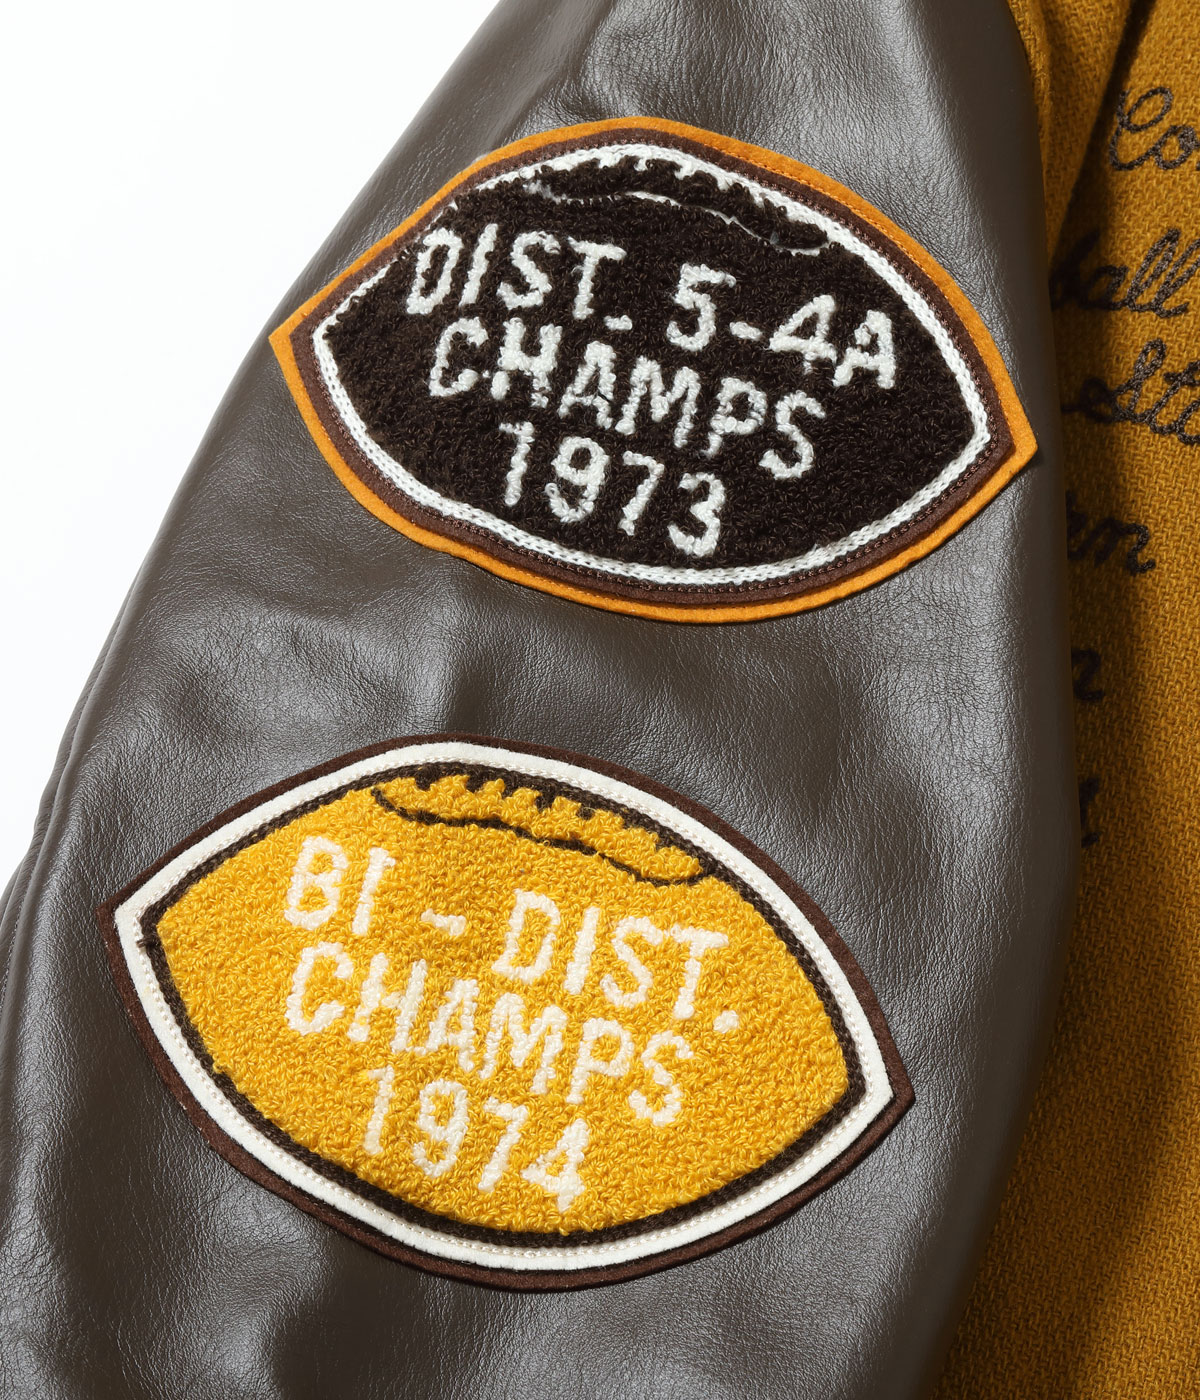 DIST. 5-4A
CHAMPS
1973
BI - DIST.
CHAMPS
1974